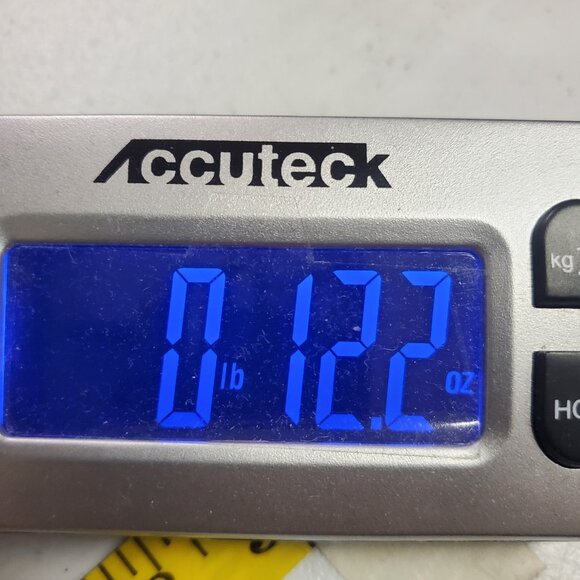 Accuteck
0 lb 12.2 oz
kg
HO